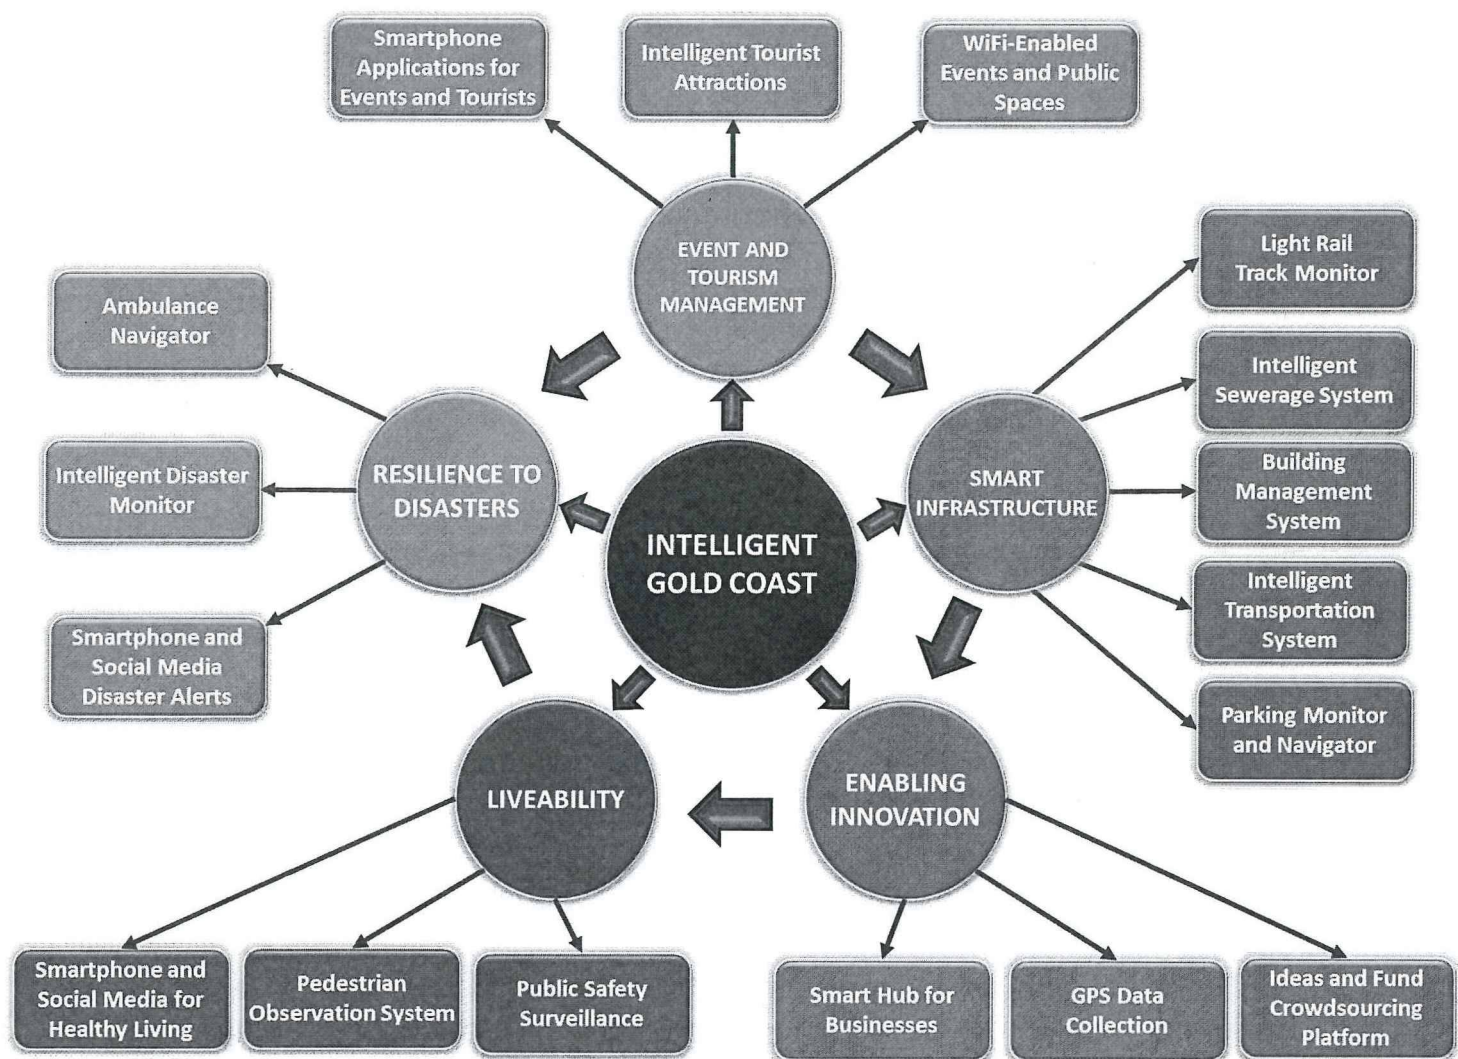 Smartphone
Applications for
Events and Tourists
Intelligent Tourist
Attractions
WiFi-Enabled
Events and Public
Spaces
EVENT AND
TOURISM
MANAGEMENT
Light Rail
Track Monitor
Ambulance
Navigator
Intelligent
Sewerage System
RESILIENCE TO
DISASTERS
SMART
INFRASTRUCTURE
Intelligent Disaster
Monitor
Building
Management
System
INTELLIGENT
GOLD COAST
Intelligent
Transportation
System
Smartphone and
Social Media
Disaster Alerts
Parking Monitor
and Navigator
LIVEABILITY
ENABLING
INNOVATION
Smartphone and
Social Media for
Healthy Living
Pedestrian
Observation System
Public Safety
Surveillance
Smart Hub for
Businesses
GPS Data
Collection
Ideas and Fund
Crowdsourcing
Platform